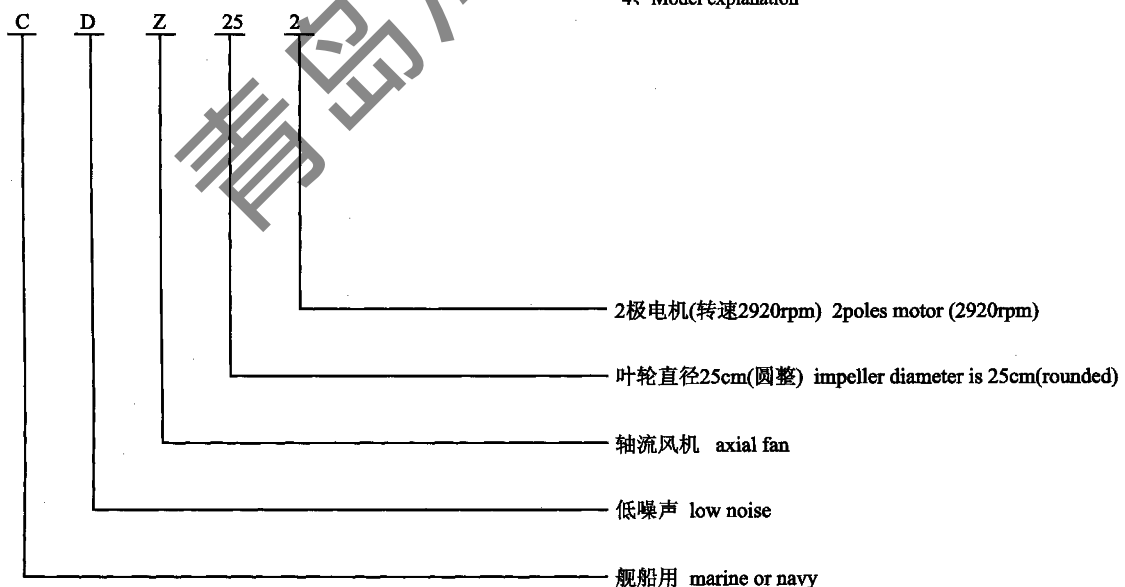 4、Model explanation
C D Z 25 2
青岛
2极电机(转速2920rpm) 2poles motor (2920rpm)
叶轮直径25cm(圆整) impeller diameter is 25cm(rounded)
轴流风机 axial fan
低噪声 low noise
舰船用 marine or navy